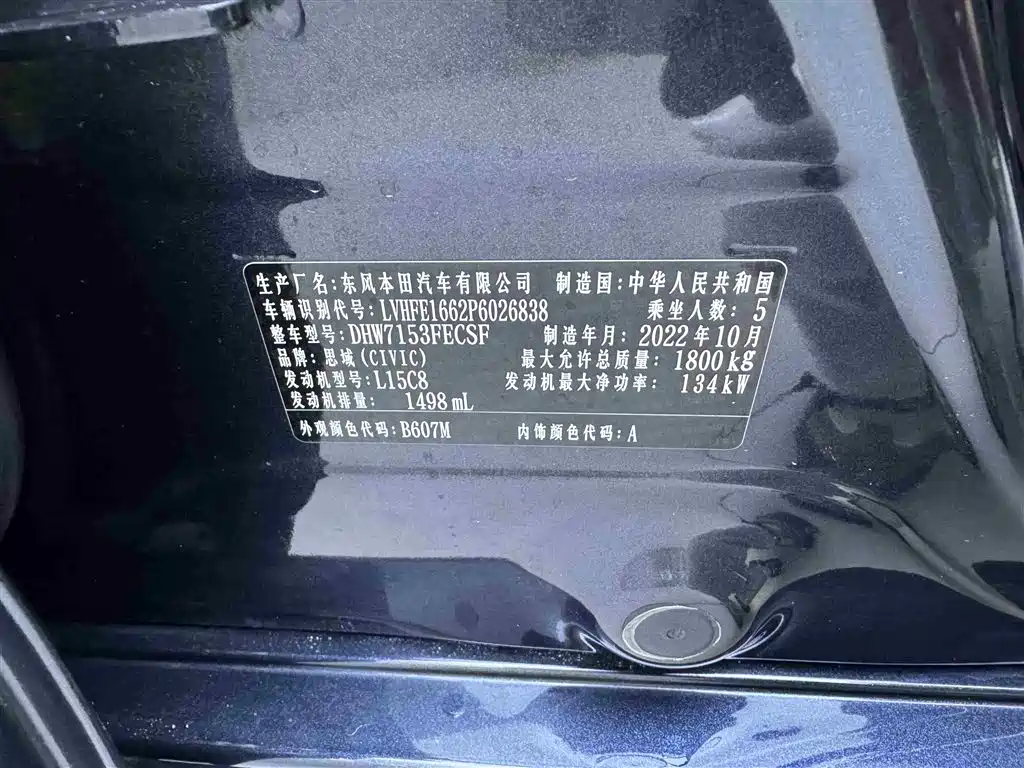 生产厂名:东风本田汽车有限公司 制造国:中华人民共和国
车辆识别代号:LVHFE1662P6026838 乘坐人数:5
整车型号:DHW7153FECSF 制造年月:2022年10月
品牌:思域(CIVIC) 最大允许总质量:1800kg
发动机型号:L15C8 发动机最大净功率:134kW
发动机排量: 1498mL
外观颜色代码:B607M 内饰颜色代码:A